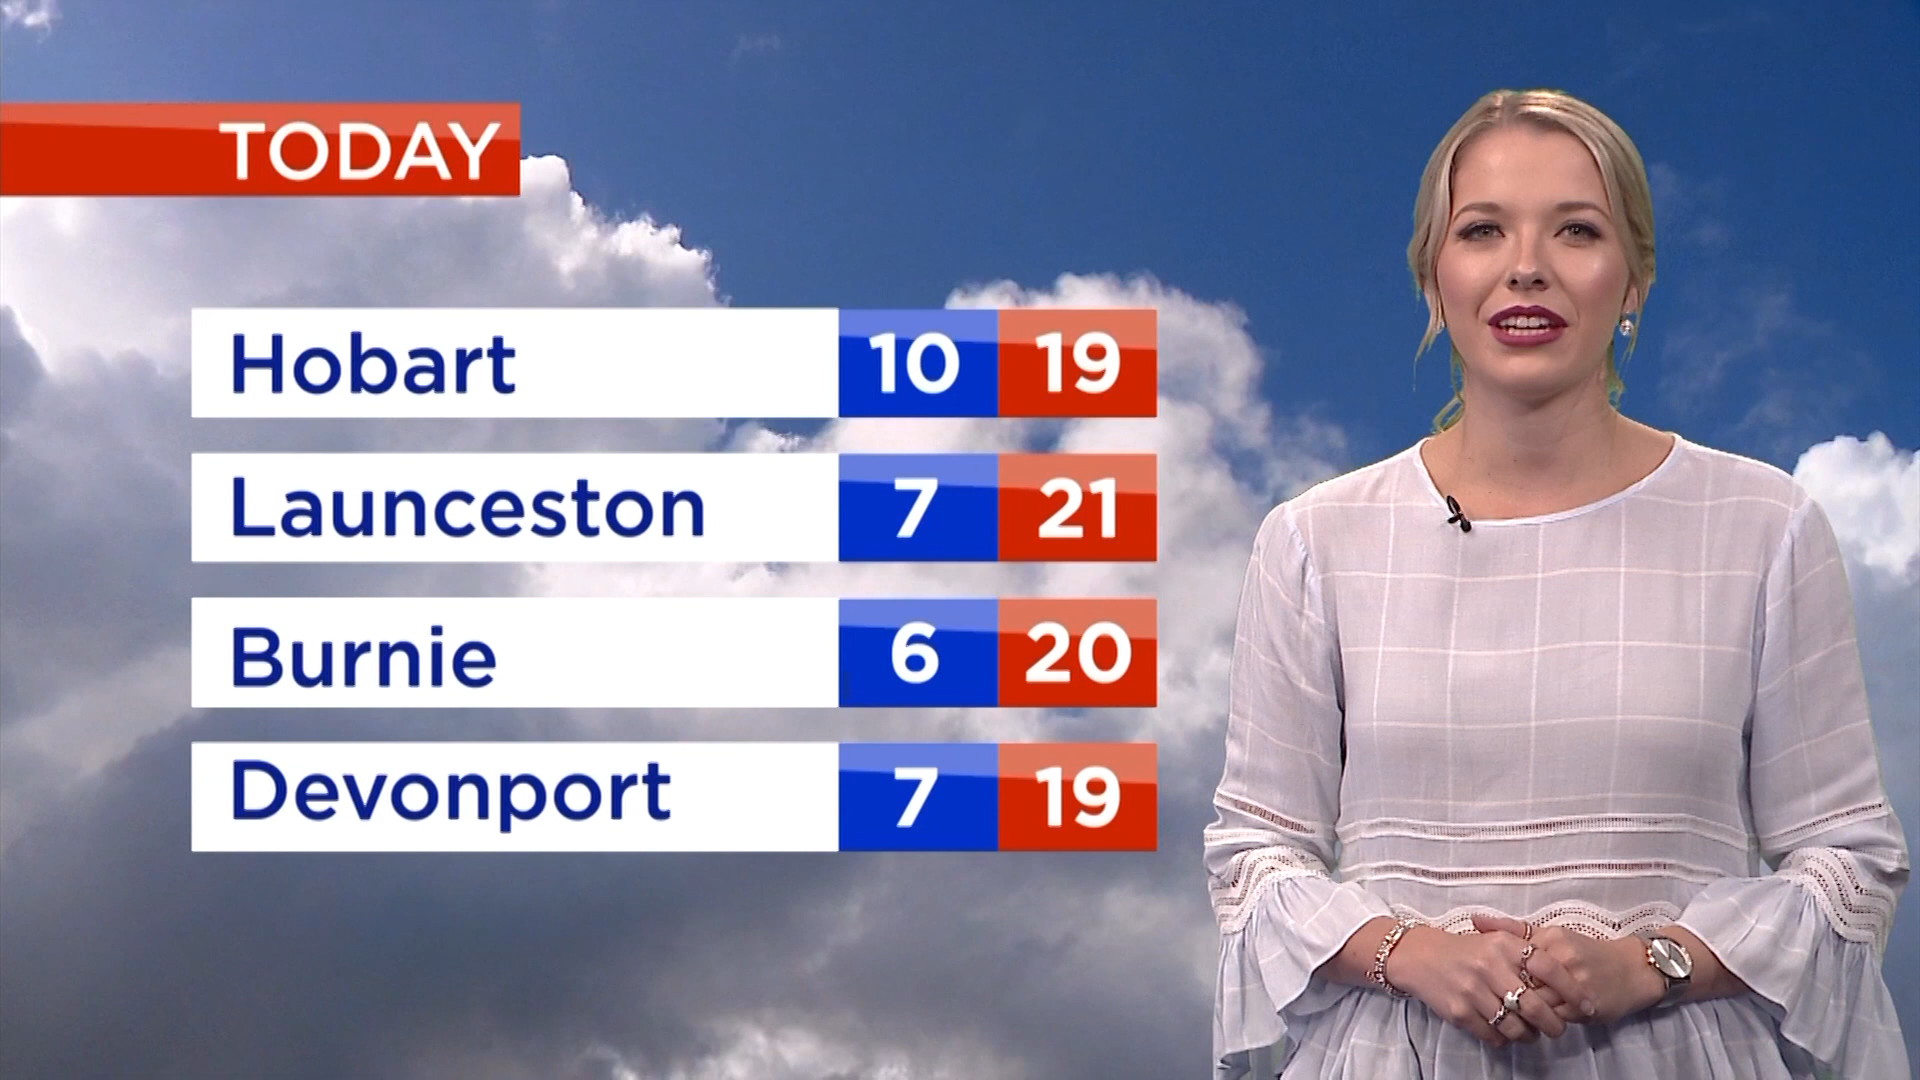 TODAY
Hobart 10 19
Launceston 7 21
Burnie 6 20
Devonport 7 19